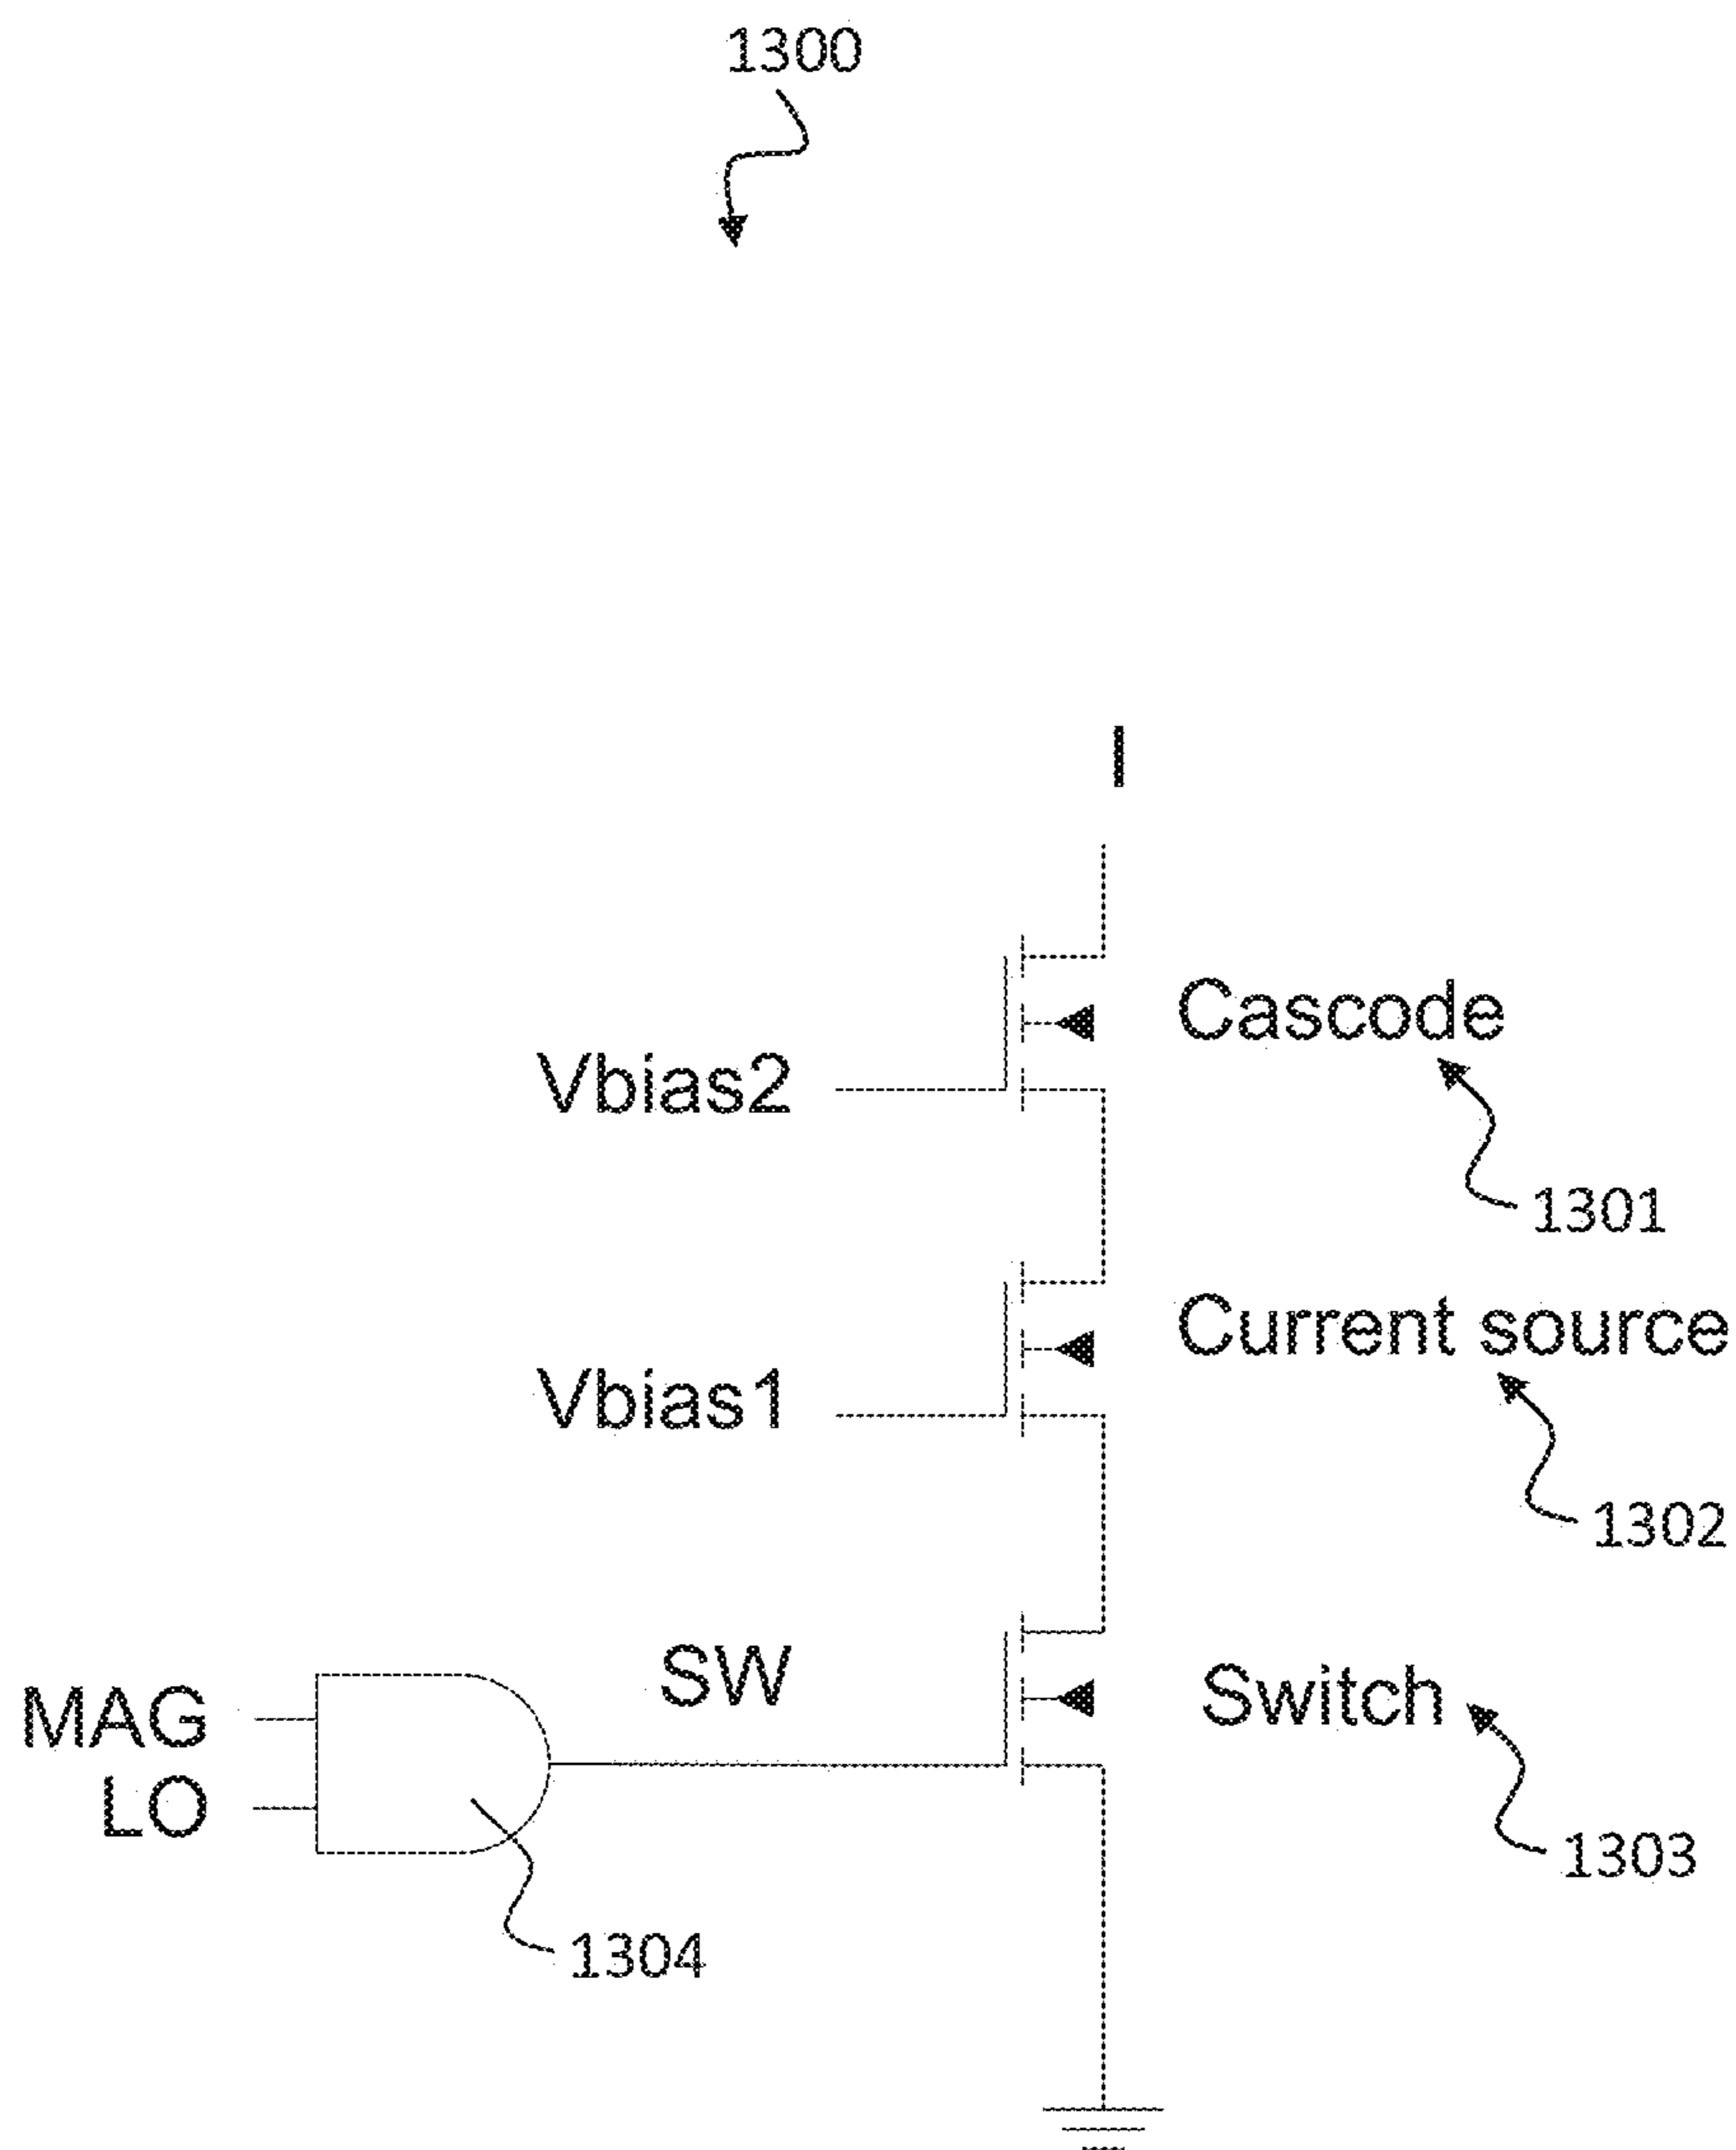 1300
I
Cascode
Vbias2
1301
Current source
Vbias1
1302
SW
MAG
Switch
LO
1303
1304